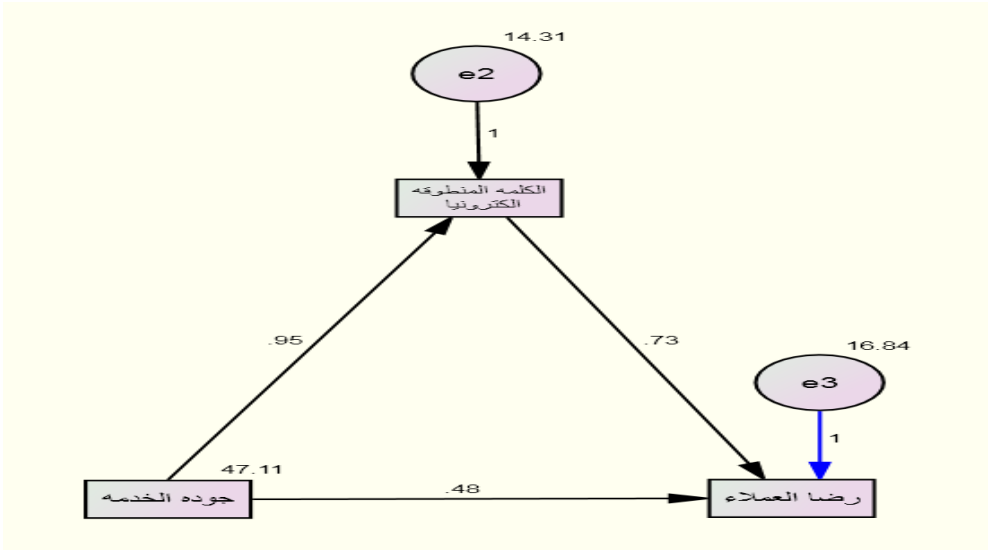 14.31
e2
1
الكلمه المنطوقه
الكترونيا
.95
.73
16.84
e3
1
47.11
جوده الخدمه
.48
رضا العملاء